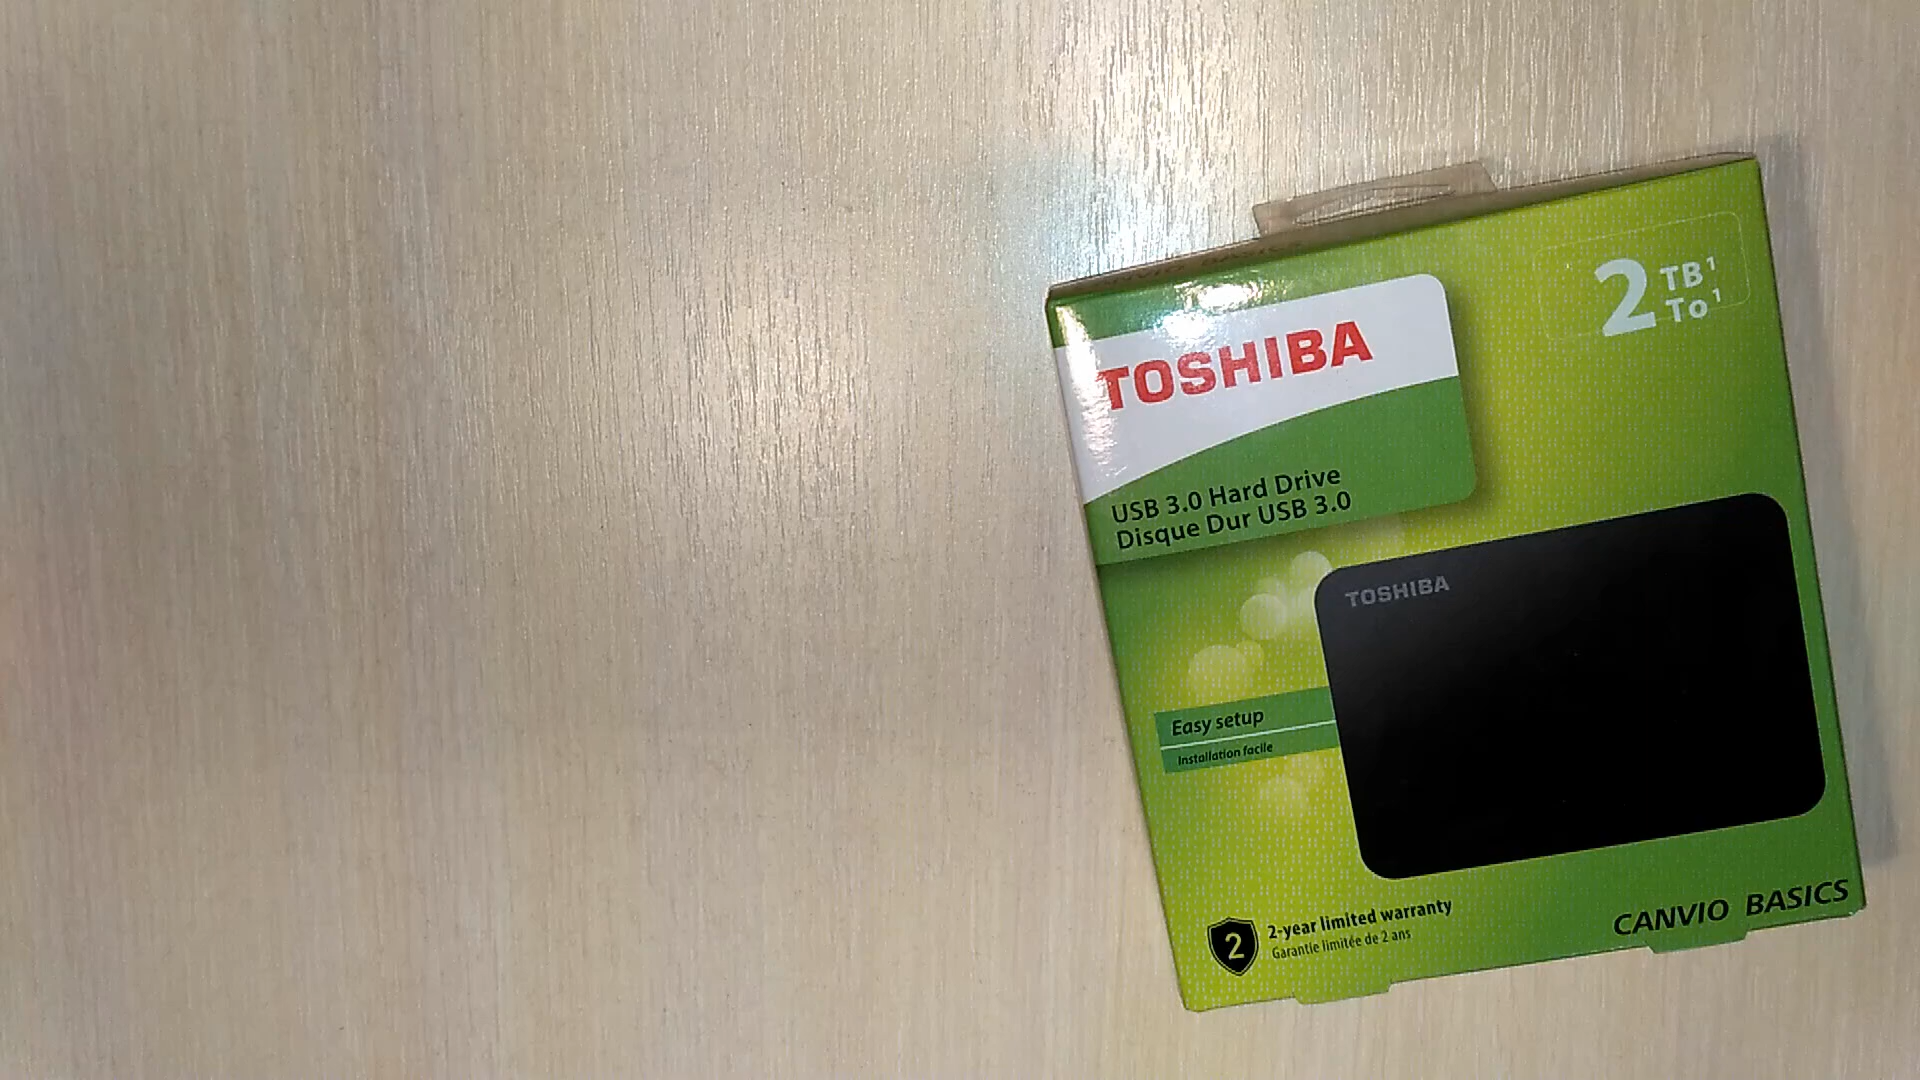 TOSHIBA
2 TB¹
To¹
USB 3.0 Hard Drive
Disque Dur USB 3.0
TOSHIBA
Easy setup
Installation facile
2
2-year limited warranty
Garantie limitée de 2 ans
CANVIO BASICS